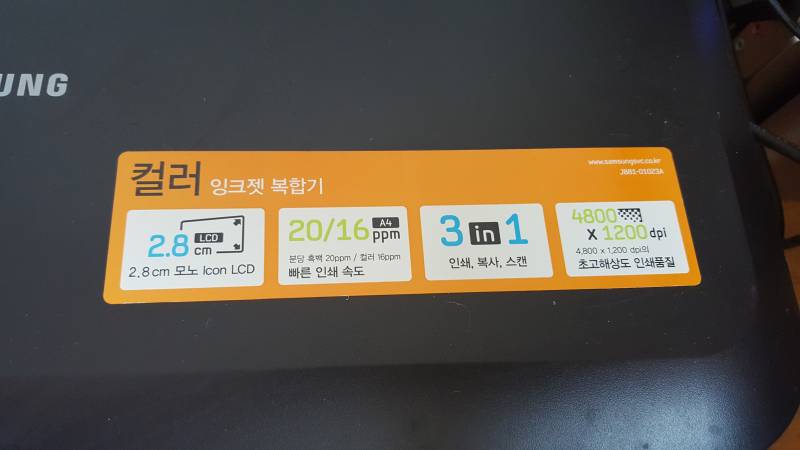 UNG
컬러 잉크젯 복합기
www.samsungsvc.co.kr
JB81-01023A
2.8 LCD cm
2.8 cm 모노 Icon LCD
20/16 A4 ppm
분당 흑백 20ppm / 컬러 16ppm
빠른 인쇄 속도
3 in 1
인쇄, 복사, 스캔
4800
X 1200 dpi
4,800 x 1,200 dpi의
초고해상도 인쇄품질